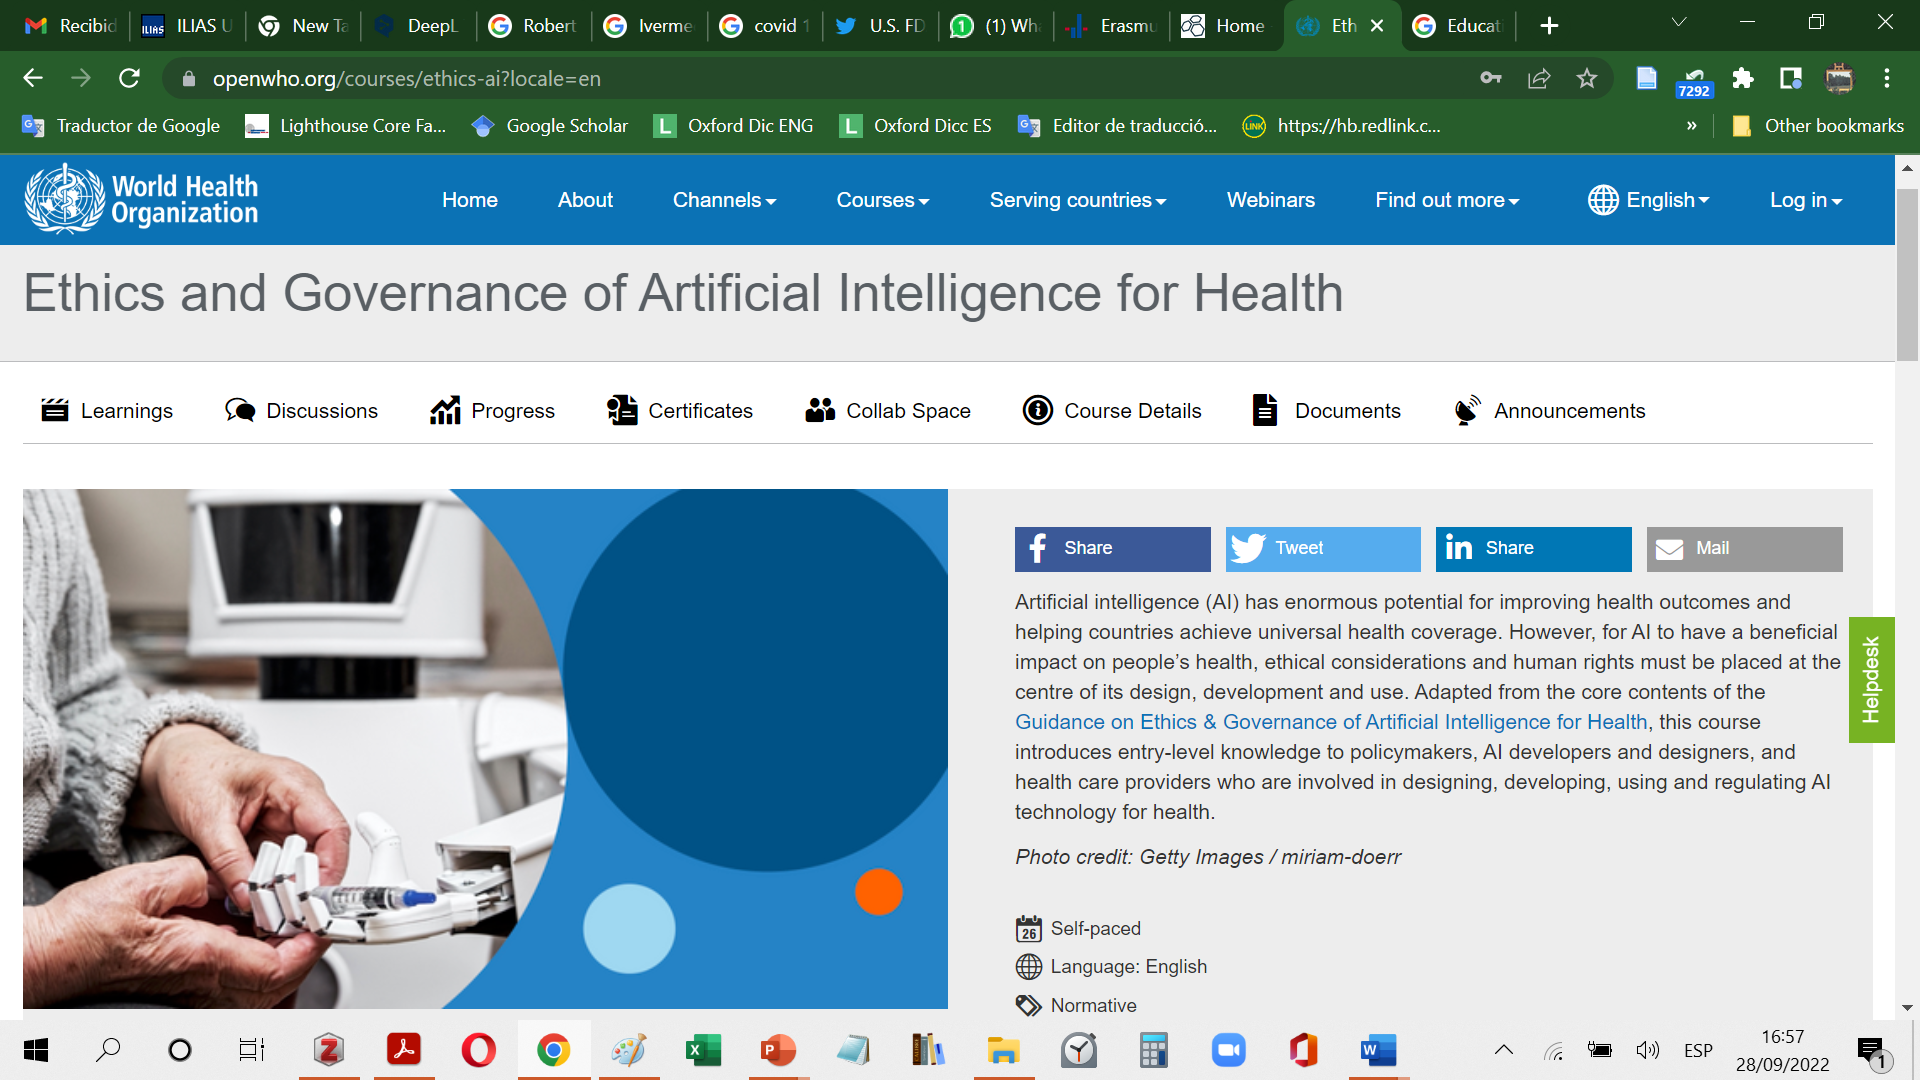 Recibid
ILIAS U
New Ta
DeepL
Robert
Iverme
covid 1
U.S. FD
(1) Wh
Erasmu
Home
Eth
Educat
openwho.org/courses/ethics-ai?locale=en
7292
Traductor de Google
Lighthouse Core Fa...
Google Scholar
Oxford Dic ENG
Oxford Dicc ES
Editor de traducció...
https://hb.redlink.c...
»
Other bookmarks
World Health
Organization
Home
About
Channels
Courses
Serving countries
Webinars
Find out more
English
Log in
Ethics and Governance of Artificial Intelligence for Health
Learnings
Discussions
Progress
Certificates
Collab Space
Course Details
Documents
Announcements
Share
Tweet
Share
Mail
Artificial intelligence (AI) has enormous potential for improving health outcomes and
helping countries achieve universal health coverage. However, for AI to have a beneficial
impact on people’s health, ethical considerations and human rights must be placed at the
centre of its design, development and use. Adapted from the core contents of the
Guidance on Ethics & Governance of Artificial Intelligence for Health, this course
introduces entry-level knowledge to policymakers, AI developers and designers, and
health care providers who are involved in designing, developing, using and regulating AI
technology for health.
Helpdesk
Photo credit: Getty Images / miriam-doerr
26
Self-paced
Language: English
Normative
ESP
16:57
28/09/2022
1